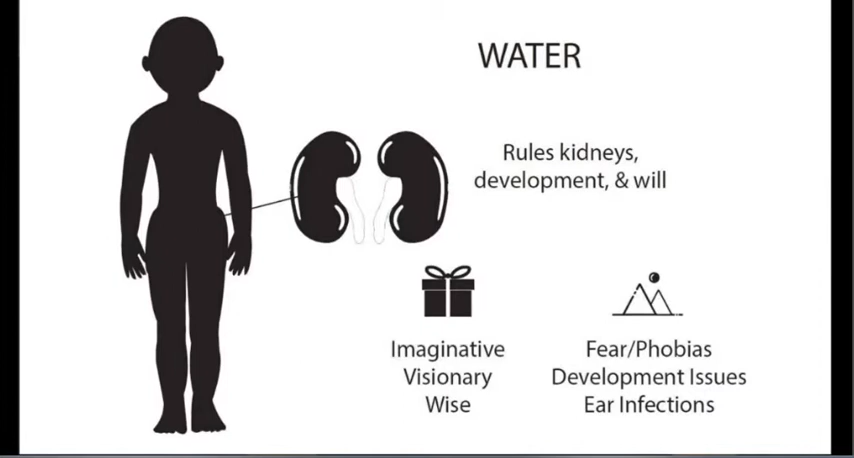 WATER
Rules kidneys,
development, & will
Imaginative
Visionary
Wise
Fear/Phobias
Development Issues
Ear Infections